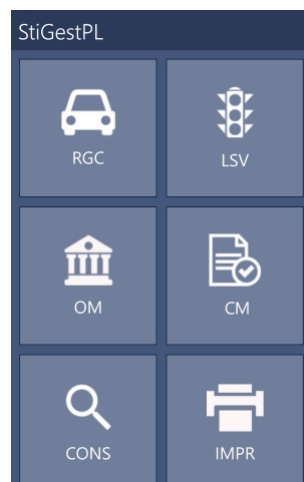 StiGestPL
RGC
LSV
OM
CM
CONS
IMPR